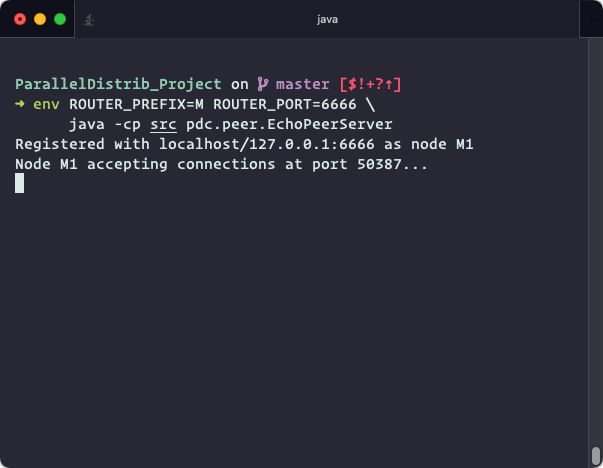 java
ParallelDistrib_Project on master [$!+?⇡]
➜ env ROUTER_PREFIX=M ROUTER_PORT=6666 \
java -cp src pdc.peer.EchoPeerServer
Registered with localhost/127.0.0.1:6666 as node M1
Node M1 accepting connections at port 50387...